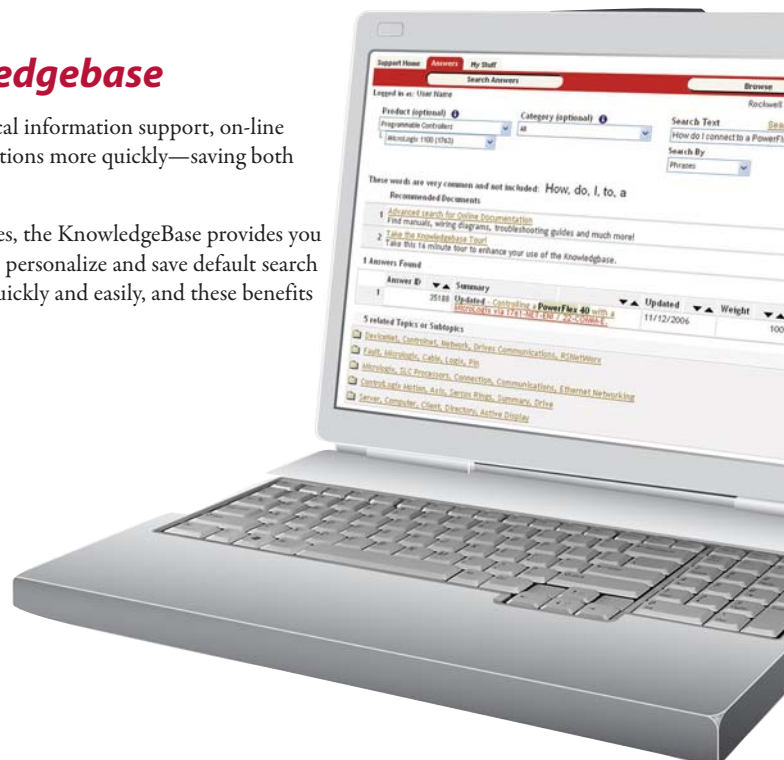 edgebase
cal information support, on-line
tions more quickly—saving both
es, the KnowledgeBase provides you
personalize and save default search
uickly and easily, and these benefits
Support Home Answers My Stuff
Search Answers Browse
Logged in as: User Name
Rockwell
Product (optional) Category (optional) Search Text
Programmable Controllers All How do I connect to a PowerFl
MicroLogix 1100 (1763) Search By
Phrases
These words are very common and not included: How, do, I, to, a
Recommended Documents
1 Advanced search for Online Documentation
Find manuals, wiring diagrams, troubleshooting guides and much more!
2 Take the Knowledgebase Tour!
Take this 16 minute tour to enhance your use of the Knowledgbase.
1 Answers Found
Answer ID Summary Updated Weight
1 35188 Updated - Controlling a PowerFlex 40 with a 11/12/2006 100
MicroLogix via 1761-NET-ENI / 22-COMM-E.
5 related Topics or Subtopics
DeviceNet, Controlnet, Network, Drives Communications, RSNetWorx
Fault, Micrologix, Cable, Logix, Pin
Micrologix, SLC Processors, Connection, Communications, Ethernet Networking
ControlLogix Motion, Axis, Sercos Rings, Summary, Drive
Server, Computer, Client, Directory, Active Display